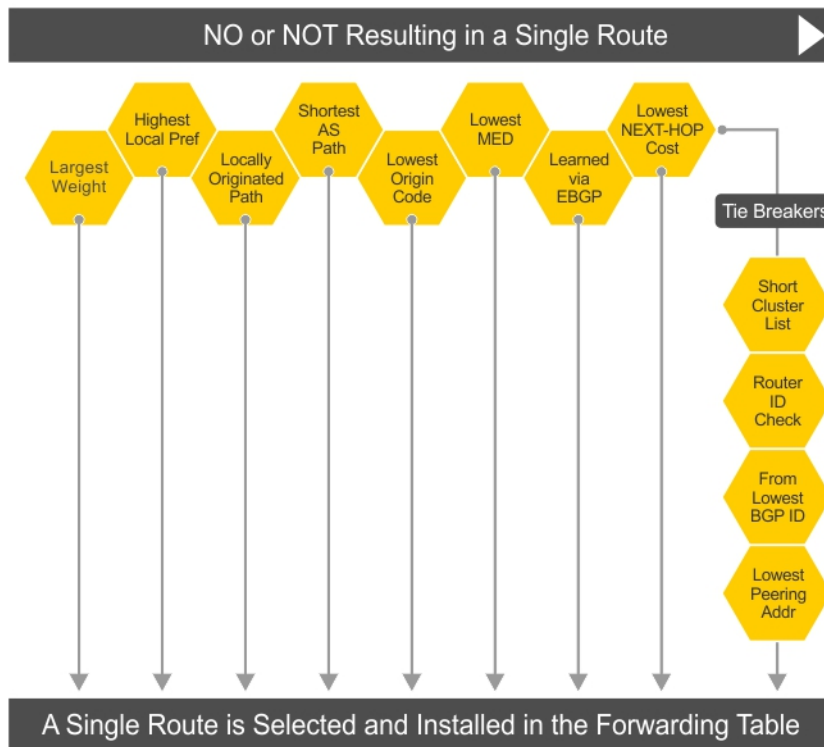 NO or NOT Resulting in a Single Route
Largest
Weight
Highest
Local Pref
Locally
Originated
Path
Shortest
AS
Path
Lowest
Origin
Code
Lowest
MED
Learned
via
EBGP
Lowest
NEXT-HOP
Cost
Tie Breakers
Short
Cluster
List
Router
ID
Check
From
Lowest
BGP ID
Lowest
Peering
Addr
A Single Route is Selected and Installed in the Forwarding Table